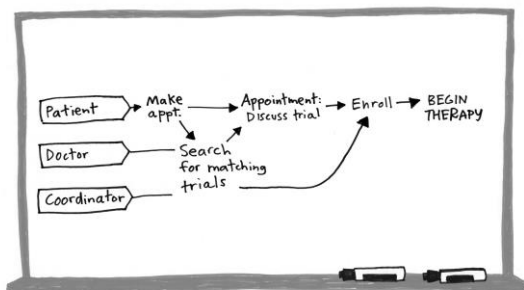 Patient
Make
appt.
Appointment:
Discuss trial
Enroll
BEGIN
THERAPY
Doctor
Search
for matching
trials
Coordinator